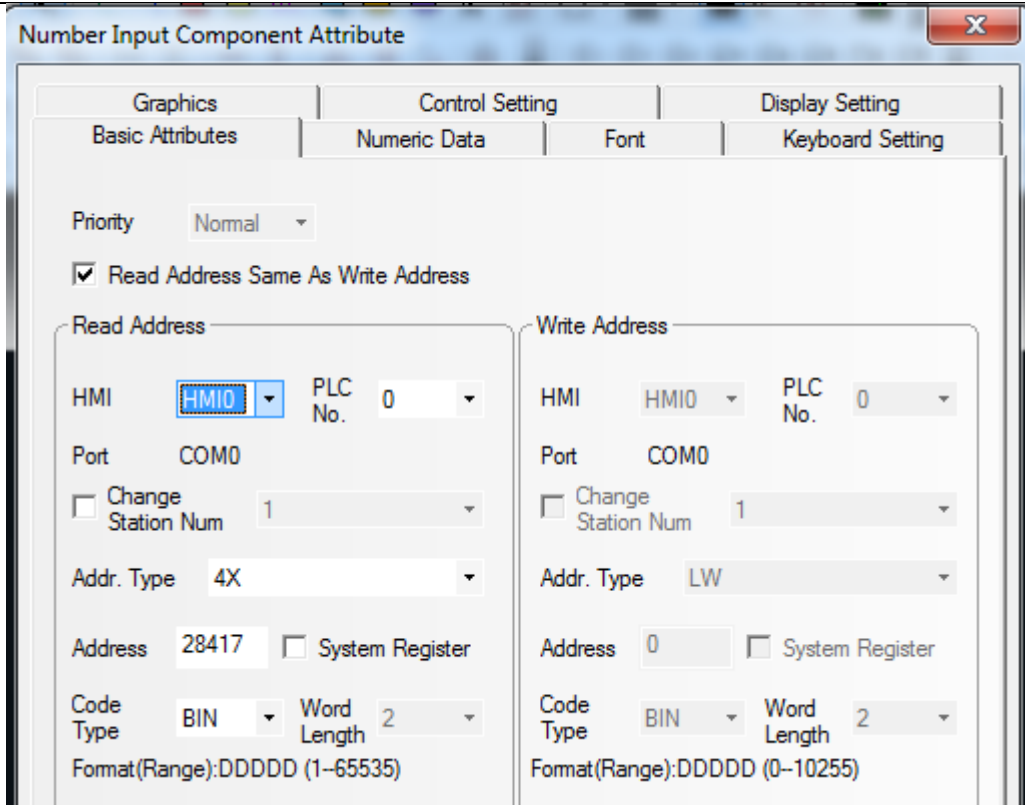 Number Input Component Attribute
Graphics Control Setting Display Setting
Basic Attributes Numeric Data Font Keyboard Setting
Priority Normal
Read Address Same As Write Address
Read Address
HMI HMI0 PLC No. 0
Port COM0
Change Station Num 1
Addr. Type 4X
Address 28417 System Register
Code Type BIN Word Length 2
Format(Range):DDDDD (1--65535)
Write Address
HMI HMI0 PLC No. 0
Port COM0
Change Station Num 1
Addr. Type LW
Address 0 System Register
Code Type BIN Word Length 2
Format(Range):DDDDD (0--10255)